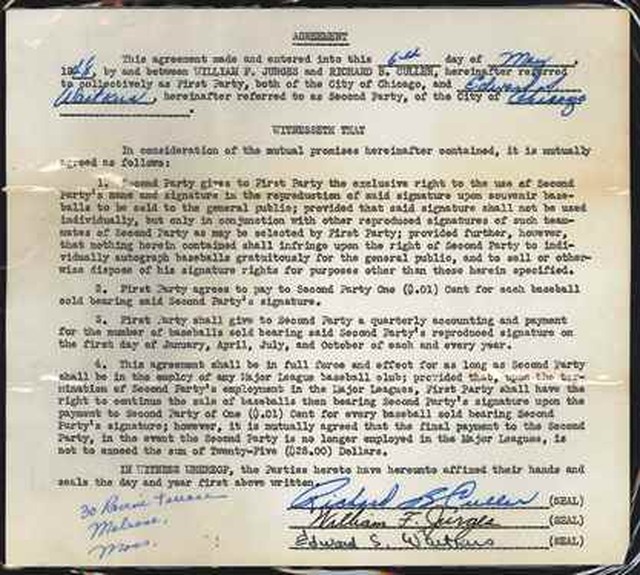 AGREEMENT
This agreement made and entered into this 6th day of May,
1946, by and between WILLIAM F. JURGES and RICHARD B. CULLEN, hereinafter referred
to collectively as First Party, both of the City of Chicago, and Edward S.
Waitkus, hereinafter referred to as Second Party, of the City of Chicago
WITNESSETH THAT
In consideration of the mutual promises hereinafter contained, it is mutually
agreed as follows:
1. Second Party gives to First Party the exclusive right to the use of Second
Party's name and signature in the reproduction of said signature upon souvenir base-
balls to be said to the general public; provided that said signature shall not be used
individually, but only in conjunction with other reproduced signatures of such team-
mates of Second Party as may be selected by First Party; provided further, however,
that nothing herein contained shall infringe upon the right of Second Party to indi-
vidually autograph baseballs gratuitously for the general public, and to sell or other-
wise dispose of his signature rights for purposes other than those herein specified.
2. First Party agrees to pay to Second Party One ($.01) Cent for each baseball
sold bearing said Second Party's signature.
3. First Party shall give to Second Party a quarterly accounting and payment
for the number of baseballs sold bearing said Second Party's reproduced signature on
the first day of January, April, July, and October of each and every year.
4. This agreement shall be in full force and effect for as long as Second Party
shall be in the employ of any Major League baseball club; provided that, upon the ter-
mination of Second Party's employment in the Major Leagues, First Party shall have the
right to continue the sale of baseballs then bearing Second Party's signature upon the
payment to Second Party of One ($.01) Cent for every baseball sold bearing Second
Party's signature; however, it is mutually agreed that the final payment to the Second
Party, in the event the Second Party is no longer employed in the Major Leagues, is
not to exceed the sum of Twenty-Five ($25.00) Dollars.
IN WITNESS WHEREOF, the Parties hereto have hereunto affixed their hands and
seals the day and year first above written.
30 Terrace
Melrose,
Mass.
Richard B Cullen (SEAL)
William F. Jurges (SEAL)
Edward S. Waitkus (SEAL)